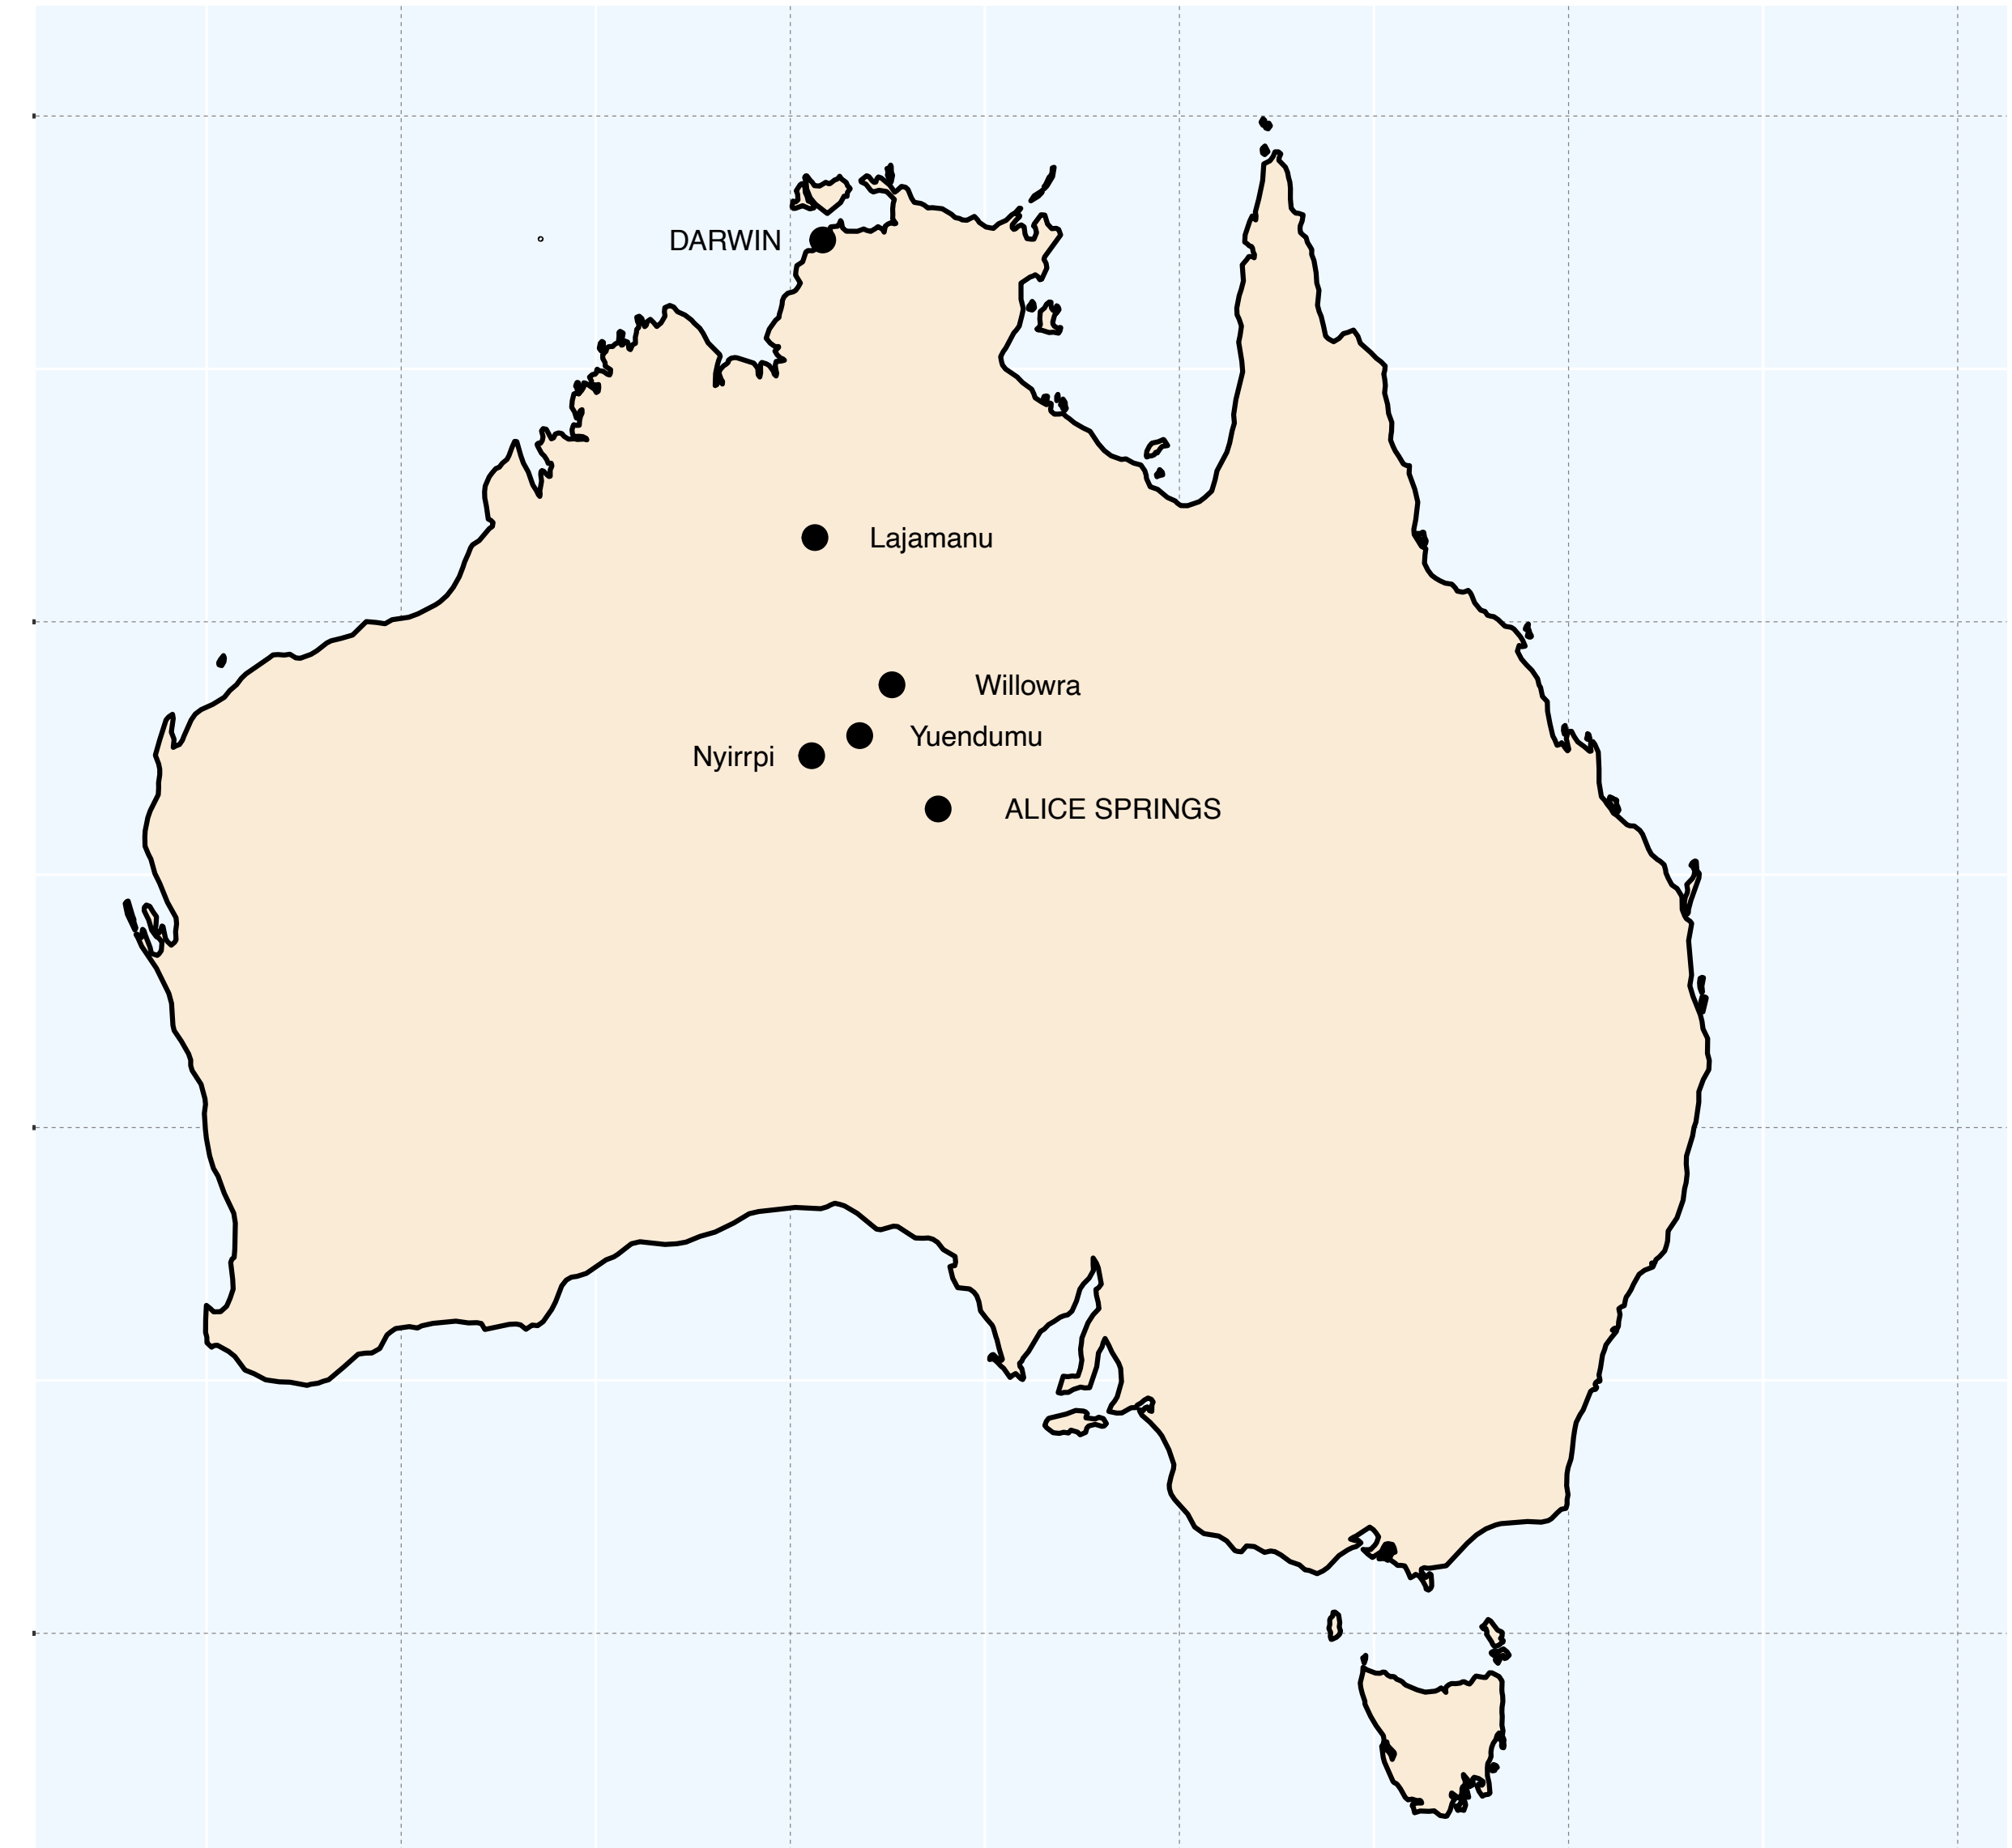 DARWIN
Lajamanu
Willowra
Yuendumu
Nyirrpi
ALICE SPRINGS